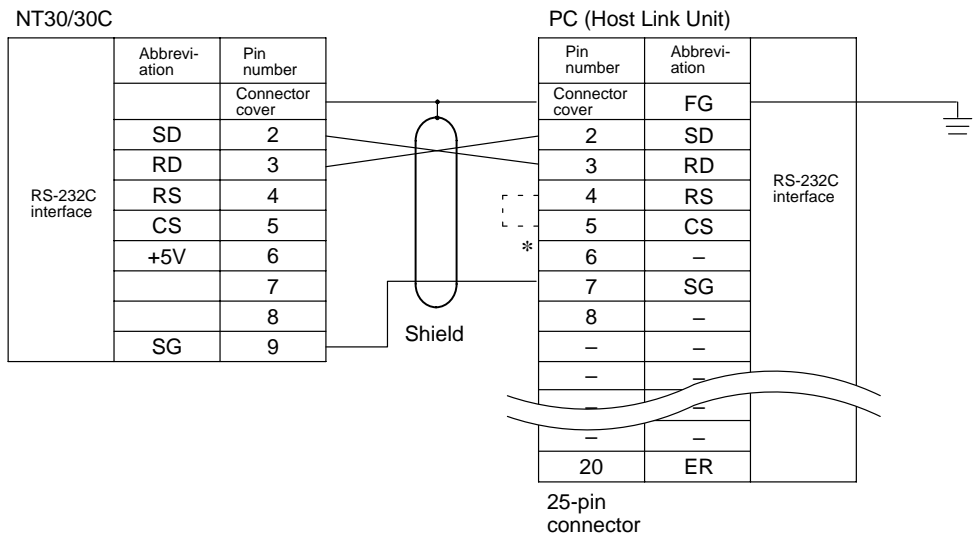 NT30/30C
PC (Host Link Unit)
Abbrevi-
ation
Pin
number
Connector
cover
SD 2
RD 3
RS 4
CS 5
+5V 6
7
8
SG 9
RS-232C
interface
Shield
*
Pin
number
Abbrevi-
ation
Connector
cover
FG
2 SD
3 RD
4 RS
5 CS
6 –
7 SG
8 –
– –
– –
– –
– –
20 ER
RS-232C
interface
25-pin
connector